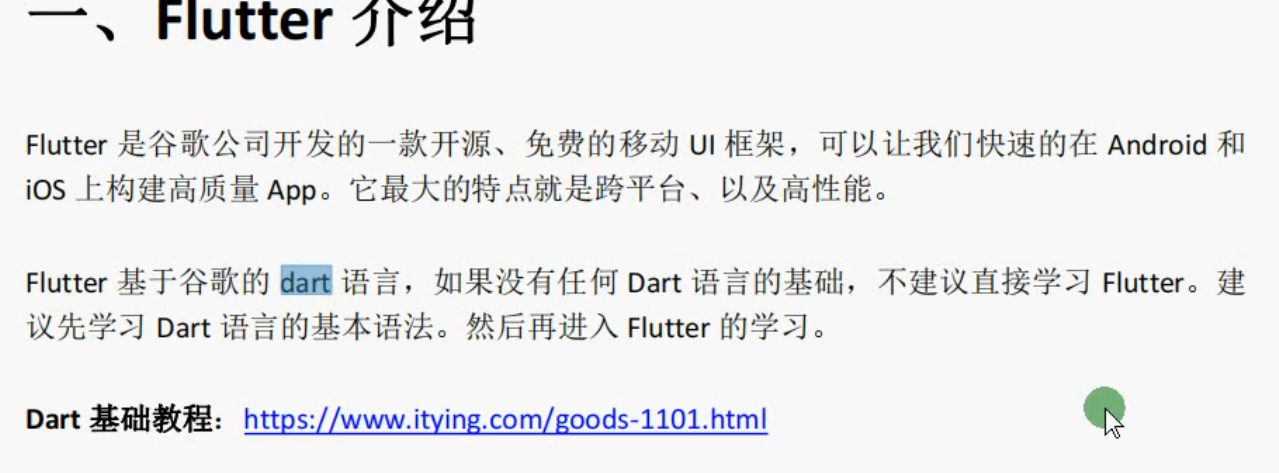 一、Flutter 介绍
Flutter 是谷歌公司开发的一款开源、免费的移动 UI 框架，可以让我们快速的在 Android 和
iOS 上构建高质量 App。它最大的特点就是跨平台、以及高性能。
Flutter 基于谷歌的 dart 语言，如果没有任何 Dart 语言的基础，不建议直接学习 Flutter。建
议先学习 Dart 语言的基本语法。然后再进入 Flutter 的学习。
Dart 基础教程：https://www.itying.com/goods-1101.html